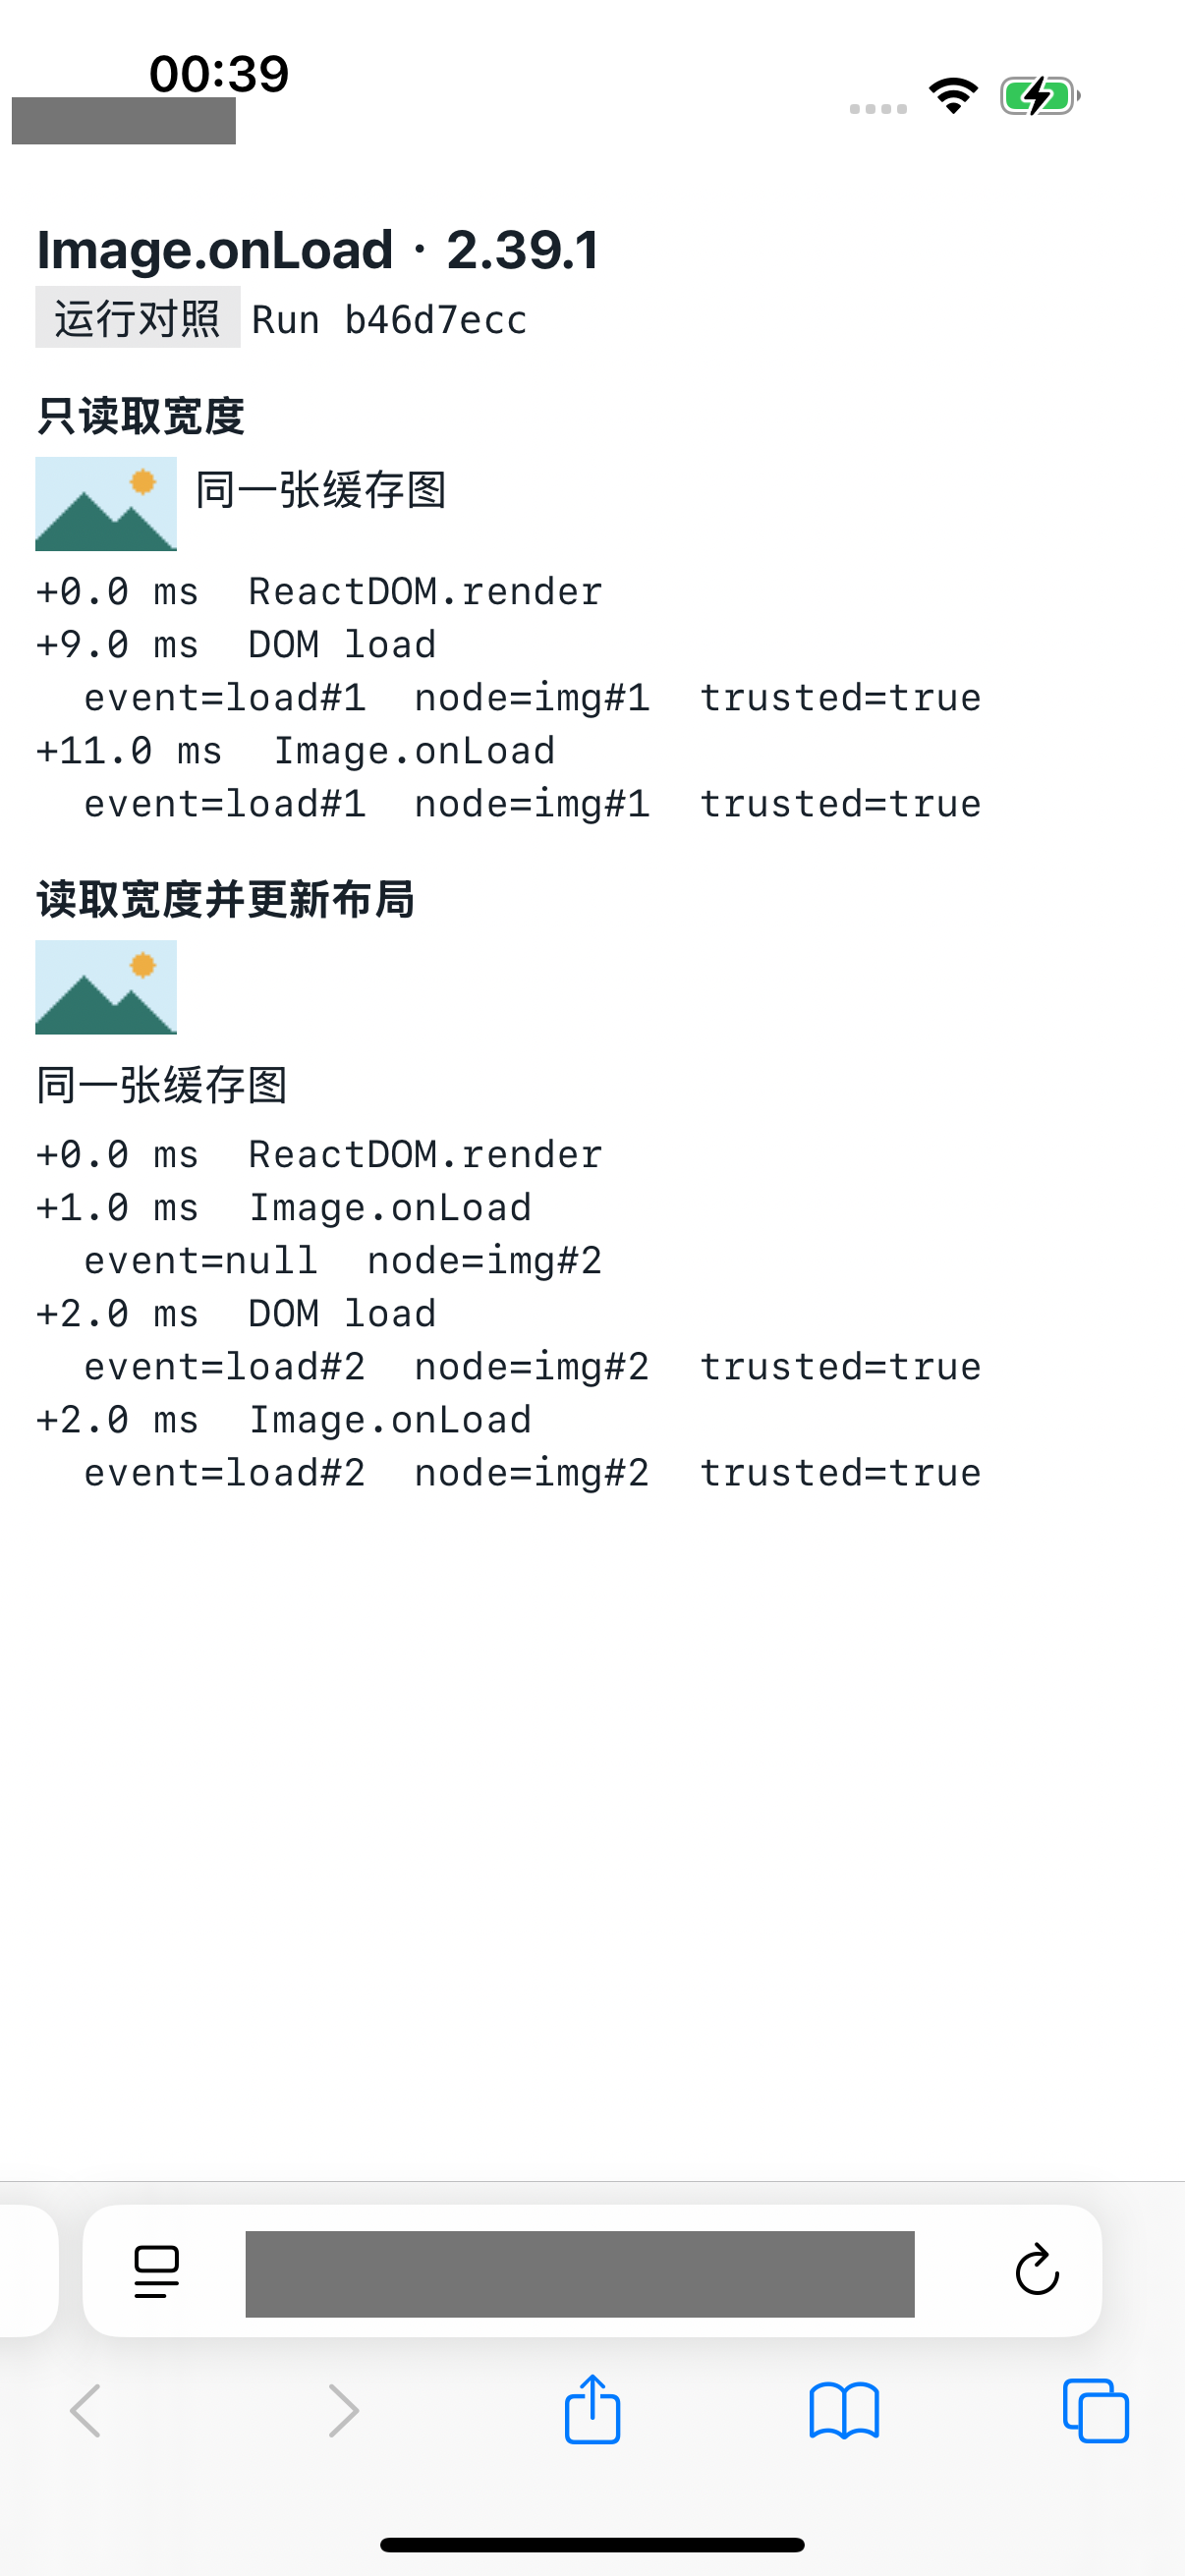 00:39
Image.onLoad · 2.39.1
运行对照 Run b46d7ecc
只读取宽度
同一张缓存图
+0.0 ms  ReactDOM.render
+9.0 ms  DOM load
  event=load#1  node=img#1  trusted=true
+11.0 ms  Image.onLoad
  event=load#1  node=img#1  trusted=true
读取宽度并更新布局
同一张缓存图
+0.0 ms  ReactDOM.render
+1.0 ms  Image.onLoad
  event=null  node=img#2
+2.0 ms  DOM load
  event=load#2  node=img#2  trusted=true
+2.0 ms  Image.onLoad
  event=load#2  node=img#2  trusted=true